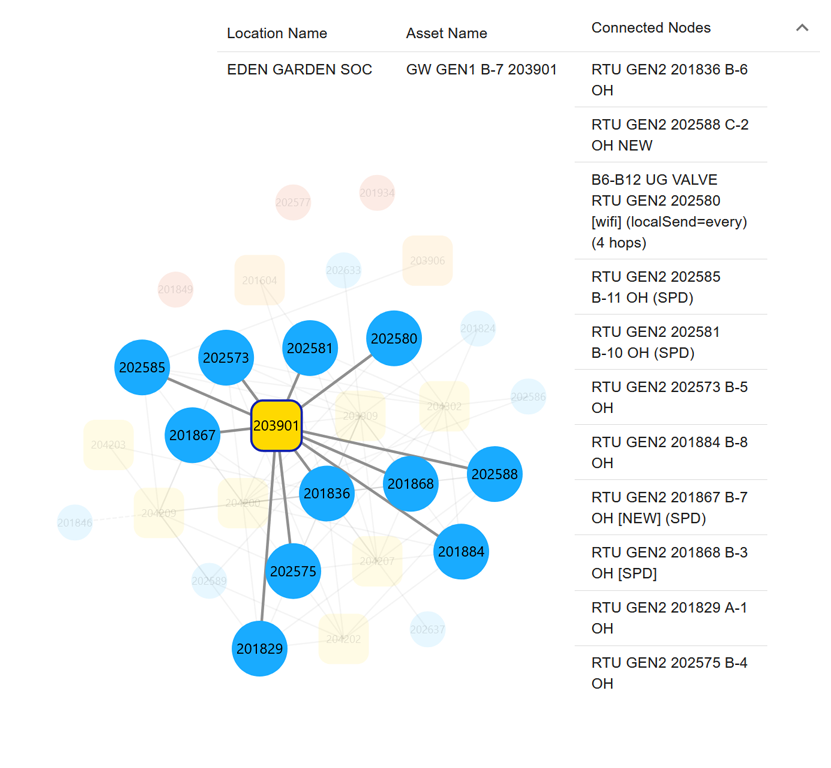 Location Name
Asset Name
Connected Nodes
EDEN GARDEN SOC
GW GEN1 B-7 203901
RTU GEN2 201836 B-6
OH
RTU GEN2 202588 C-2
OH NEW
B6-B12 UG VALVE
RTU GEN2 202580
[wifi] (localSend=every)
(4 hops)
RTU GEN2 202585
B-11 OH (SPD)
RTU GEN2 202581
B-10 OH (SPD)
RTU GEN2 202573 B-5
OH
RTU GEN2 201884 B-8
OH
RTU GEN2 201867 B-7
OH [NEW] (SPD)
RTU GEN2 201868 B-3
OH [SPD]
RTU GEN2 201829 A-1
OH
RTU GEN2 202575 B-4
OH
202577
201934
203906
202633
201604
201849
201824
202580
202581
202573
202585
202586
203901
201867
204203
202588
201868
201836
204209
201846
201884
204207
202575
202589
202637
204202
201829